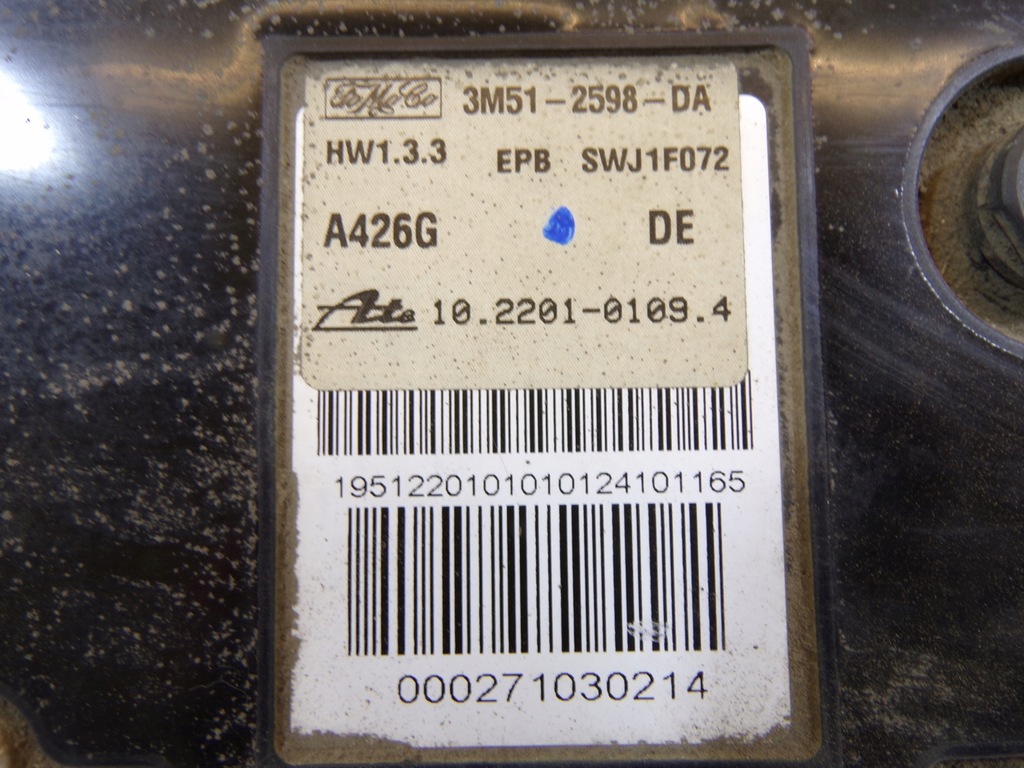 FoMoCo 3M51-2598-DA
HW1.3.3 EPB SWJ1F072
A426G DE
Ate 10.2201-0109.4
1951220101010124101165
000271030214